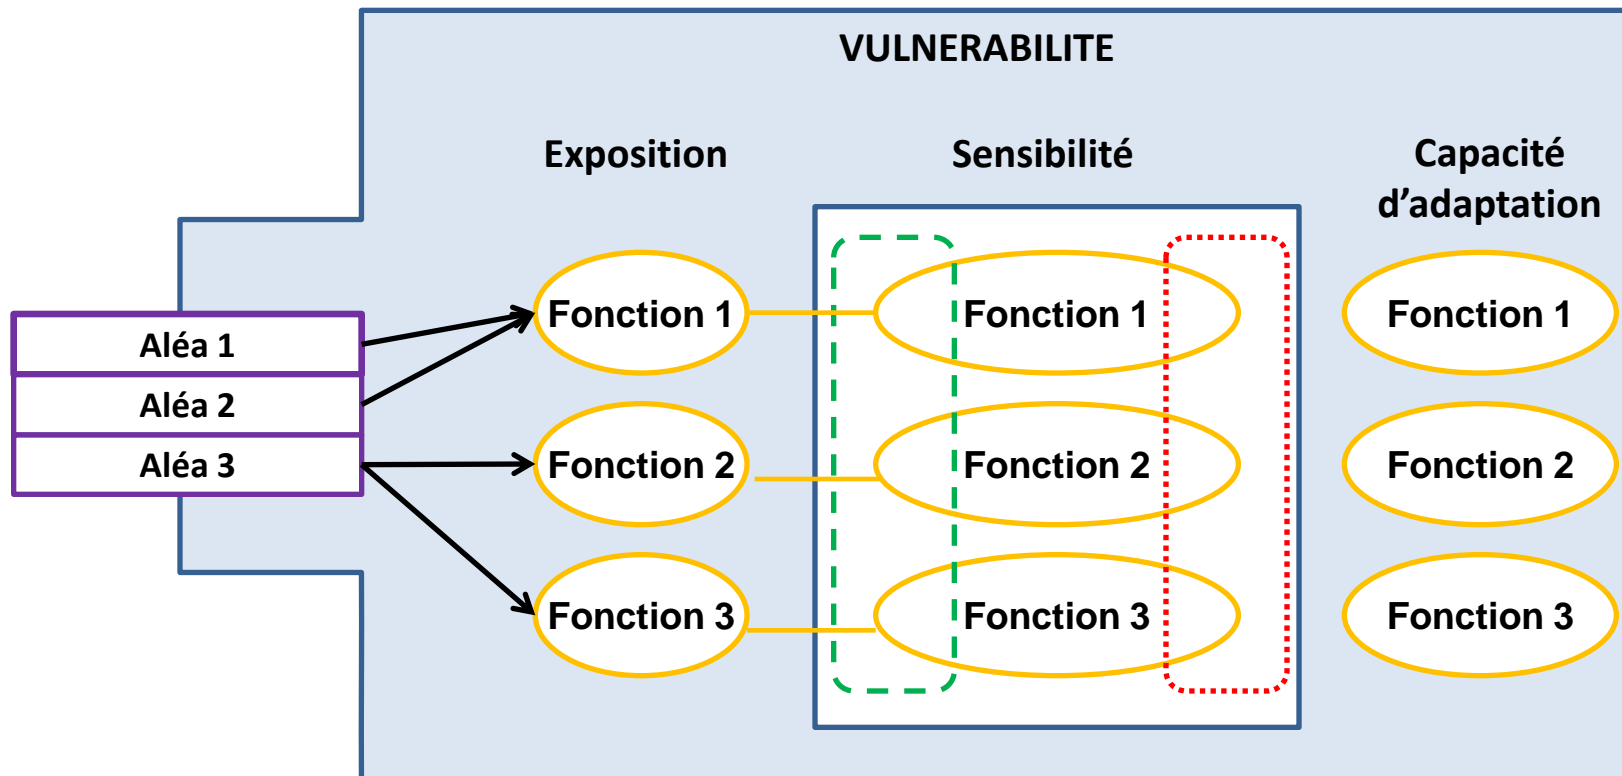 VULNERABILITE
Exposition
Sensibilité
Capacité
d’adaptation
Aléa 1
Aléa 2
Aléa 3
Fonction 1
Fonction 1
Fonction 1
Fonction 2
Fonction 2
Fonction 2
Fonction 3
Fonction 3
Fonction 3